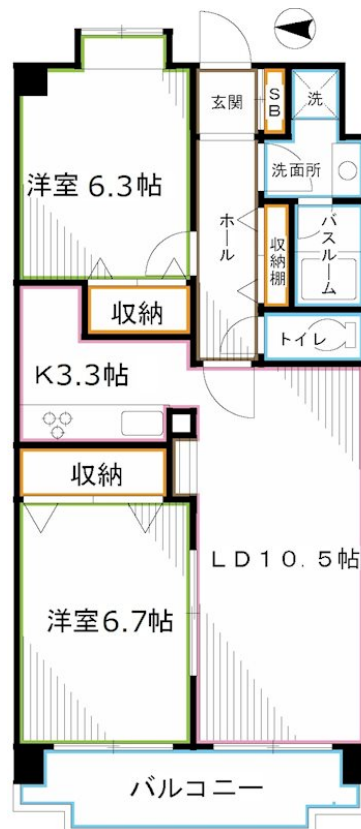 玄関
SB
洗
洋室 6.3帖
洗面所
ホール
収納棚
バスルーム
収納
トイレ
K3.3帖
収納
LD10.5帖
洋室6.7帖
バルコニー